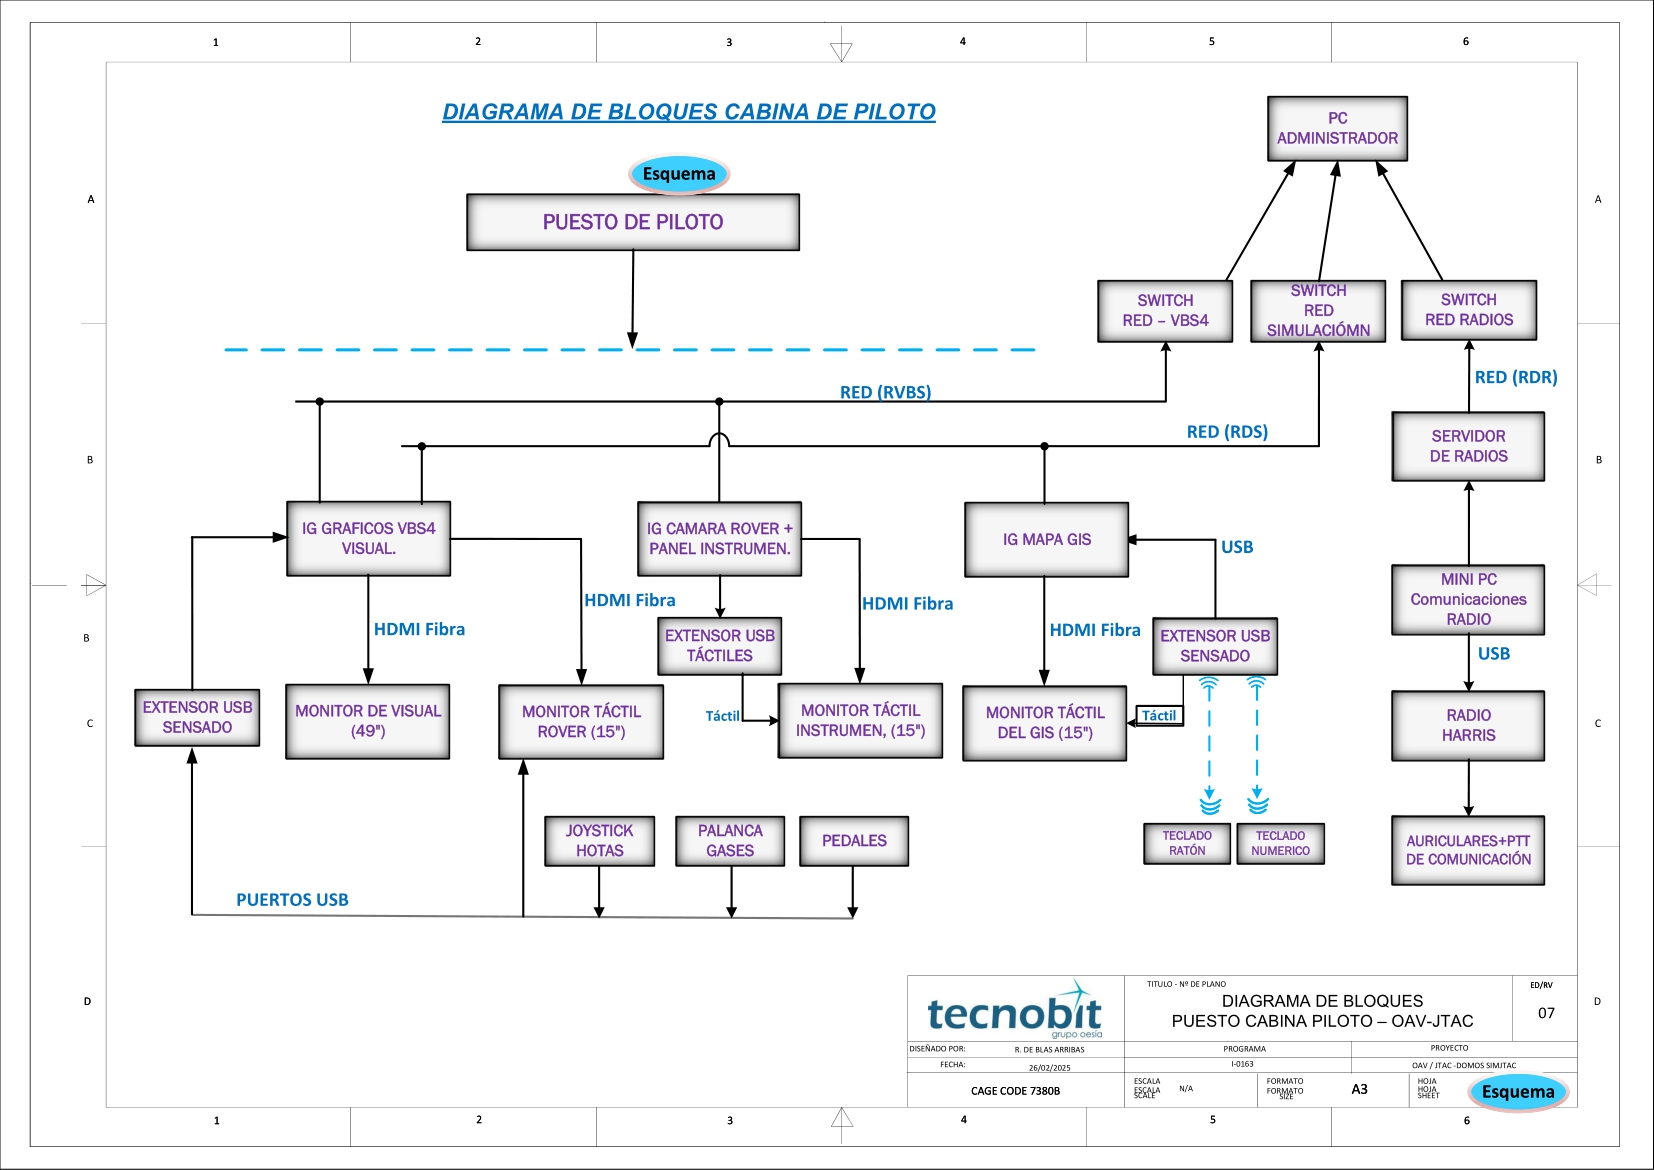 1
2
3
4
5
6
DIAGRAMA DE BLOQUES CABINA DE PILOTO
PC
ADMINISTRADOR
Esquema
A
A
PUESTO DE PILOTO
SWITCH
RED – VBS4
SWITCH
RED
SIMULACIÓMN
SWITCH
RED RADIOS
RED (RVBS)
RED (RDR)
RED (RDS)
B
B
SERVIDOR
DE RADIOS
IG GRAFICOS VBS4
VISUAL.
IG CAMARA ROVER +
PANEL INSTRUMEN.
IG MAPA GIS
USB
HDMI Fibra
HDMI Fibra
HDMI Fibra
HDMI Fibra
MINI PC
Comunicaciones
RADIO
B
EXTENSOR USB
TÁCTILES
EXTENSOR USB
SENSADO
USB
C
C
EXTENSOR USB
SENSADO
MONITOR DE VISUAL
(49")
MONITOR TÁCTIL
ROVER (15")
Táctil
MONITOR TÁCTIL
INSTRUMEN, (15")
MONITOR TÁCTIL
DEL GIS (15")
Táctil
RADIO
HARRIS
JOYSTICK
HOTAS
PALANCA
GASES
PEDALES
TECLADO
RATÓN
TECLADO
NUMERICO
AURICULARES+PTT
DE COMUNICACIÓN
PUERTOS USB
D
D
tecnobit
grupo oesía
TITULO - Nº DE PLANO
DIAGRAMA DE BLOQUES
PUESTO CABINA PILOTO – OAV-JTAC
ED/RV
07
DISEÑADO POR:
R. DE BLAS ARRIBAS
PROGRAMA
PROYECTO
FECHA:
26/02/2025
I-0163
OAV / JTAC -DOMOS SIMJTAC
CAGE CODE 7380B
ESCALA
ESCALA
SCALE
N/A
FORMATO
FORMATO
SIZE
A3
HOJA
HOJA
SHEET
Esquema
1
2
3
4
5
6